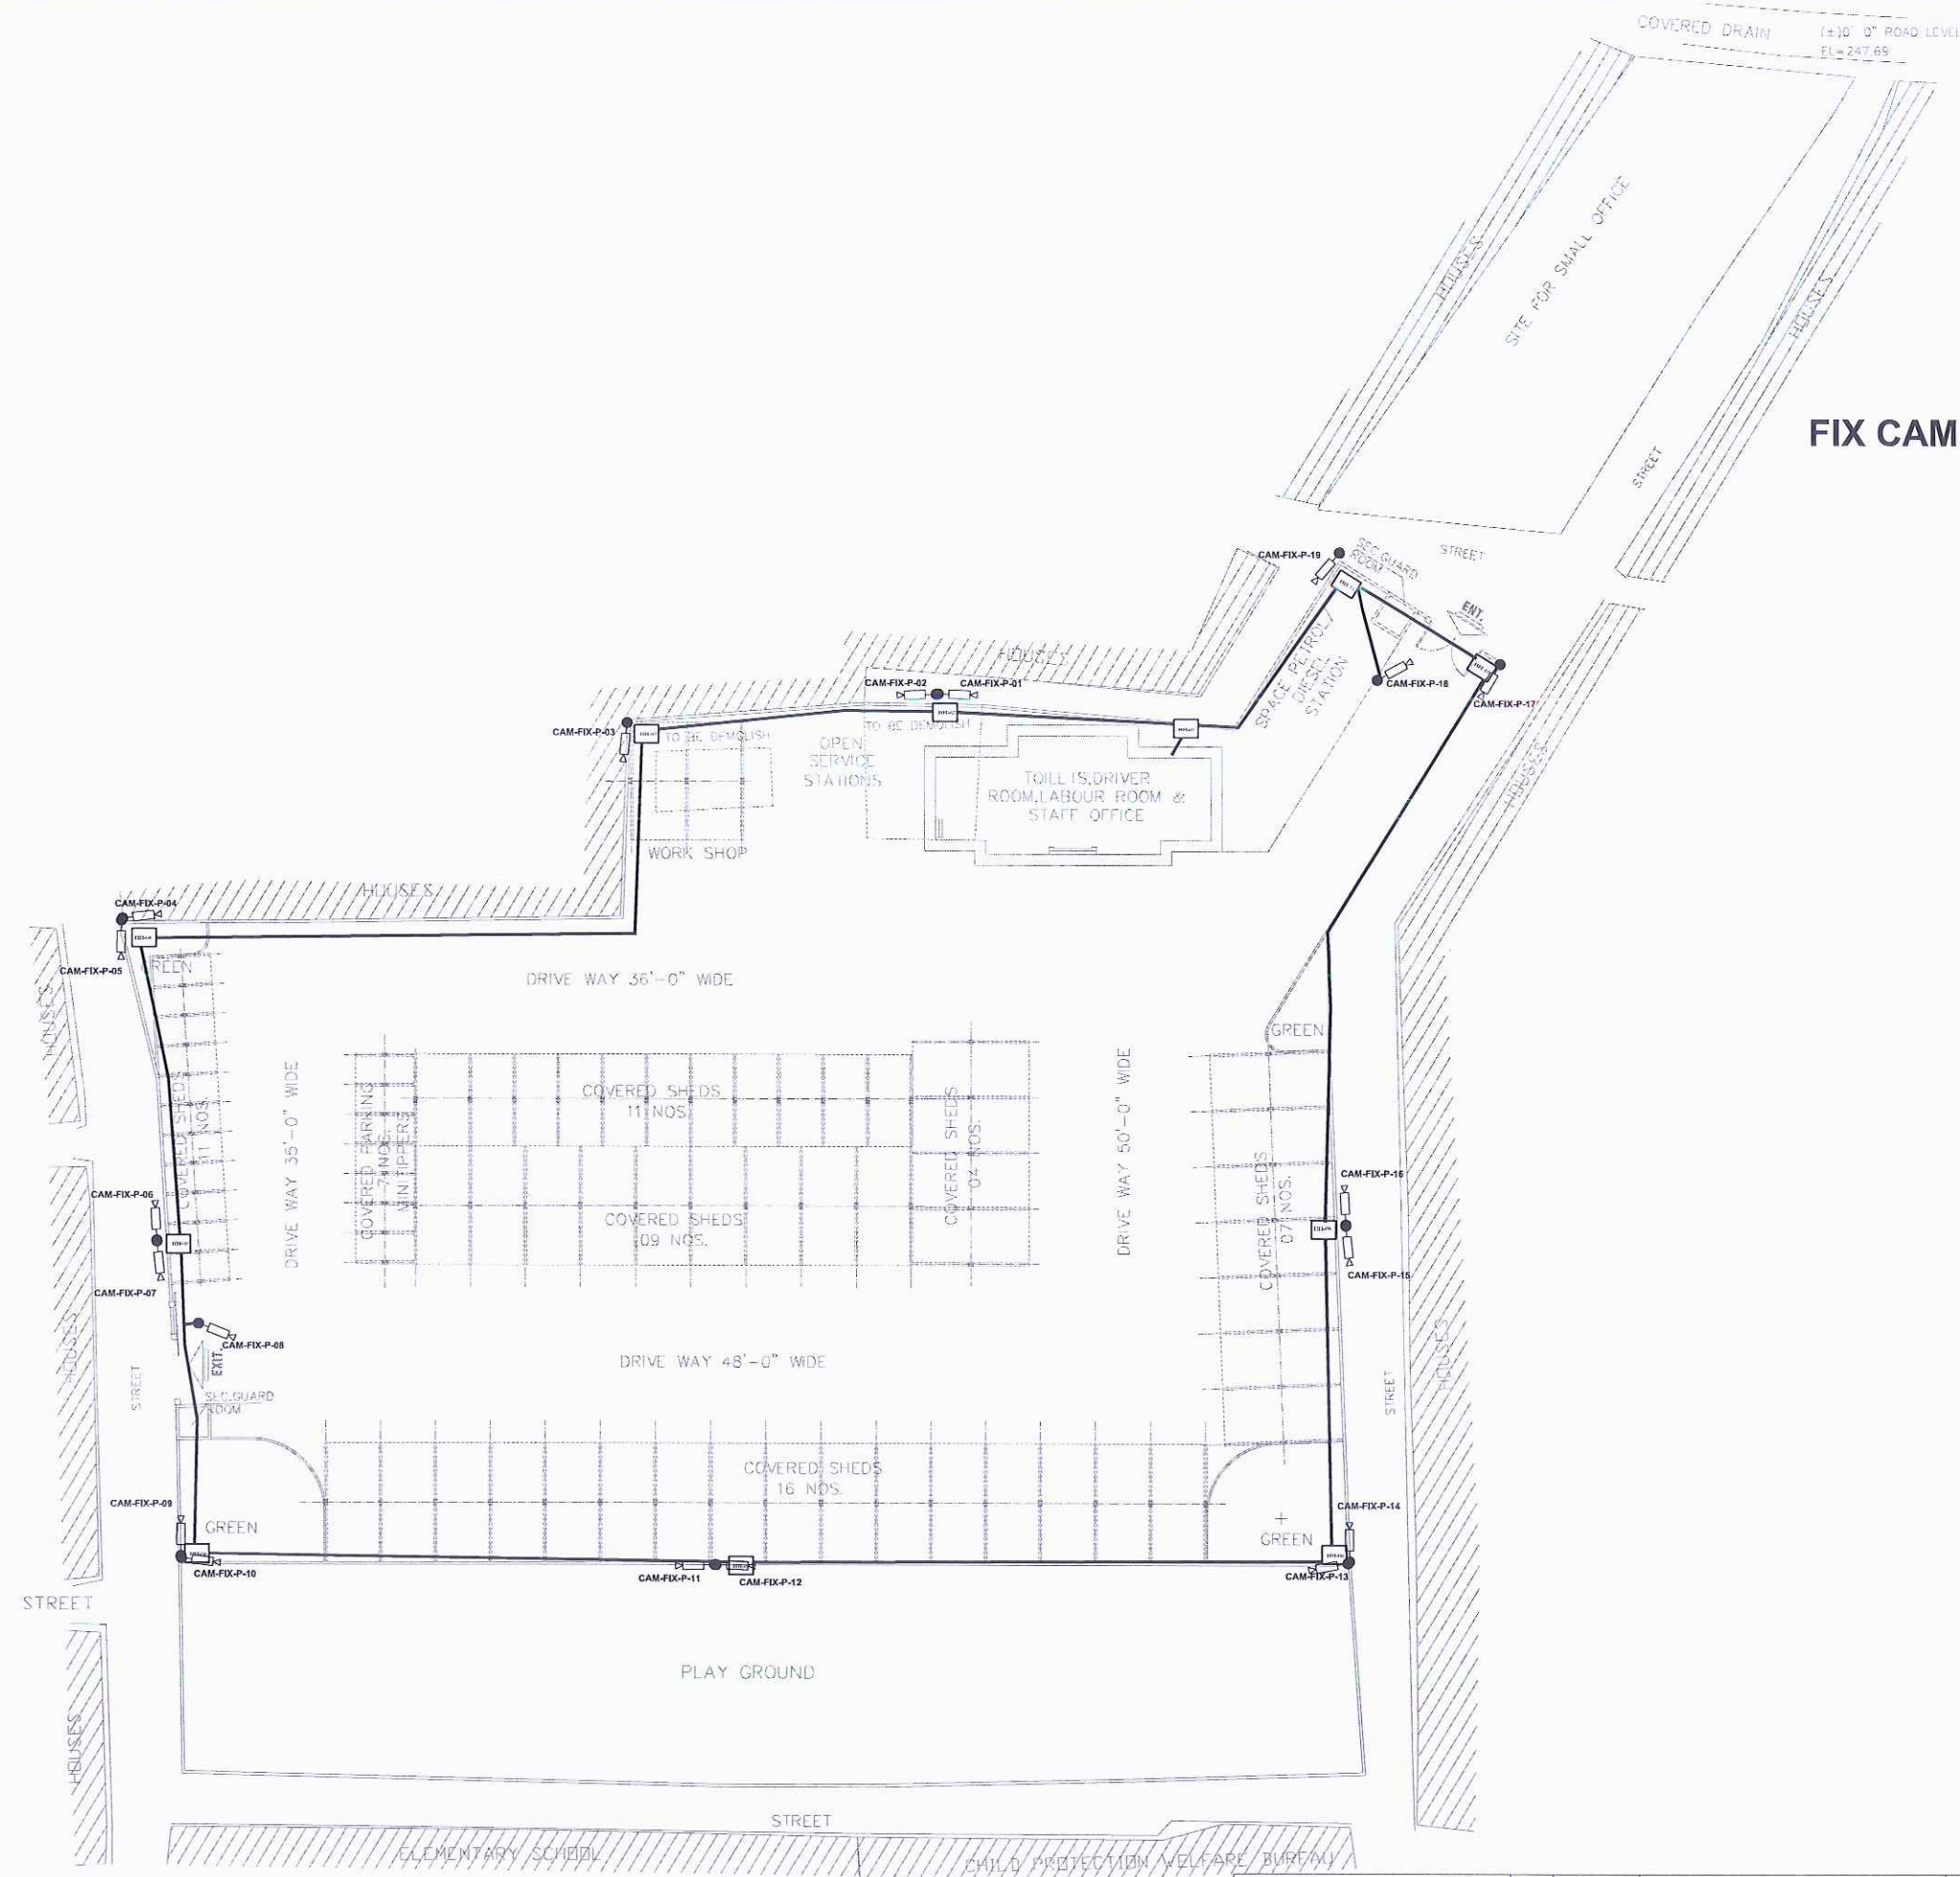 COVERED DRAIN
(±)0' 0" ROAD LEVEL
EL=247.69
HOUSES
SITE FOR SMALL OFFICE
HOUSES
FIX CAM
STREET
CAM-FIX-P-19
SEC.GUARD
ROOM
STREET
ENT.
HOUSES
SPACE PETROL/
DIESEL
STATION
CAM-FIX-P-18
CAM-FIX-P-17
CAM-FIX-P-02
CAM-FIX-P-01
CAM-FIX-P-03
TO BE DEMOLISH
TO BE DEMOLISH
OPEN
SERVICE
STATIONS
TOILLIS,DRIVER
ROOM,LABOUR ROOM &
STAFF OFFICE
HOUSES
WORK SHOP
HOUSES
CAM-FIX-P-04
CAM-FIX-P-05
GREEN
DRIVE WAY 36'-0" WIDE
HOUSES
GREEN
COVERED SHEDS
11 NOS.
DRIVE WAY 35'-0" WIDE
COVERED PARKING
7 NOS.
MINITIPPERS
COVERED SHEDS
11 NOS.
COVERED SHEDS
04 NOS.
DRIVE WAY 50'-0" WIDE
COVERED SHEDS
07 NOS.
CAM-FIX-P-16
CAM-FIX-P-06
COVERED SHEDS
09 NOS.
CAM-FIX-P-15
CAM-FIX-P-07
CAM-FIX-P-08
EXIT.
HOUSES
STREET
DRIVE WAY 48'-0" WIDE
STREET
HOUSES
SEC.GUARD
ROOM
COVERED SHEDS
16 NOS.
CAM-FIX-P-09
CAM-FIX-P-14
GREEN
GREEN
CAM-FIX-P-10
CAM-FIX-P-11
CAM-FIX-P-12
CAM-FIX-P-13
STREET
PLAY GROUND
HOUSES
STREET
ELEMENTARY SCHOOL
CHILD PROTECTION WELFARE BUREAU